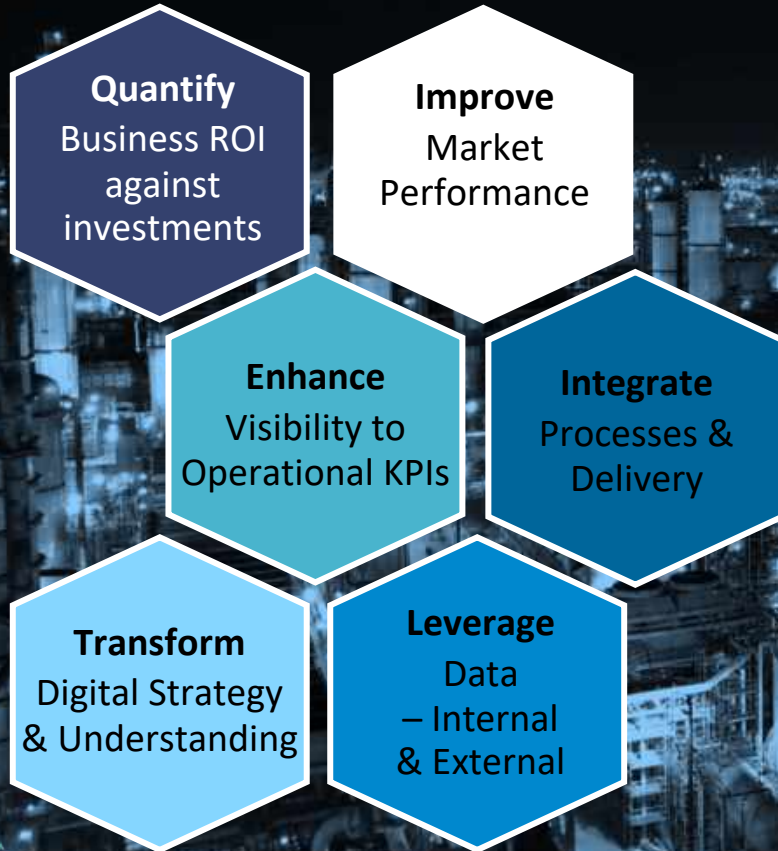 Quantify
Business ROI
against
investments
Improve
Market
Performance
Enhance
Visibility to
Operational KPIs
Integrate
Processes &
Delivery
Transform
Digital Strategy
& Understanding
Leverage
Data
– Internal
& External